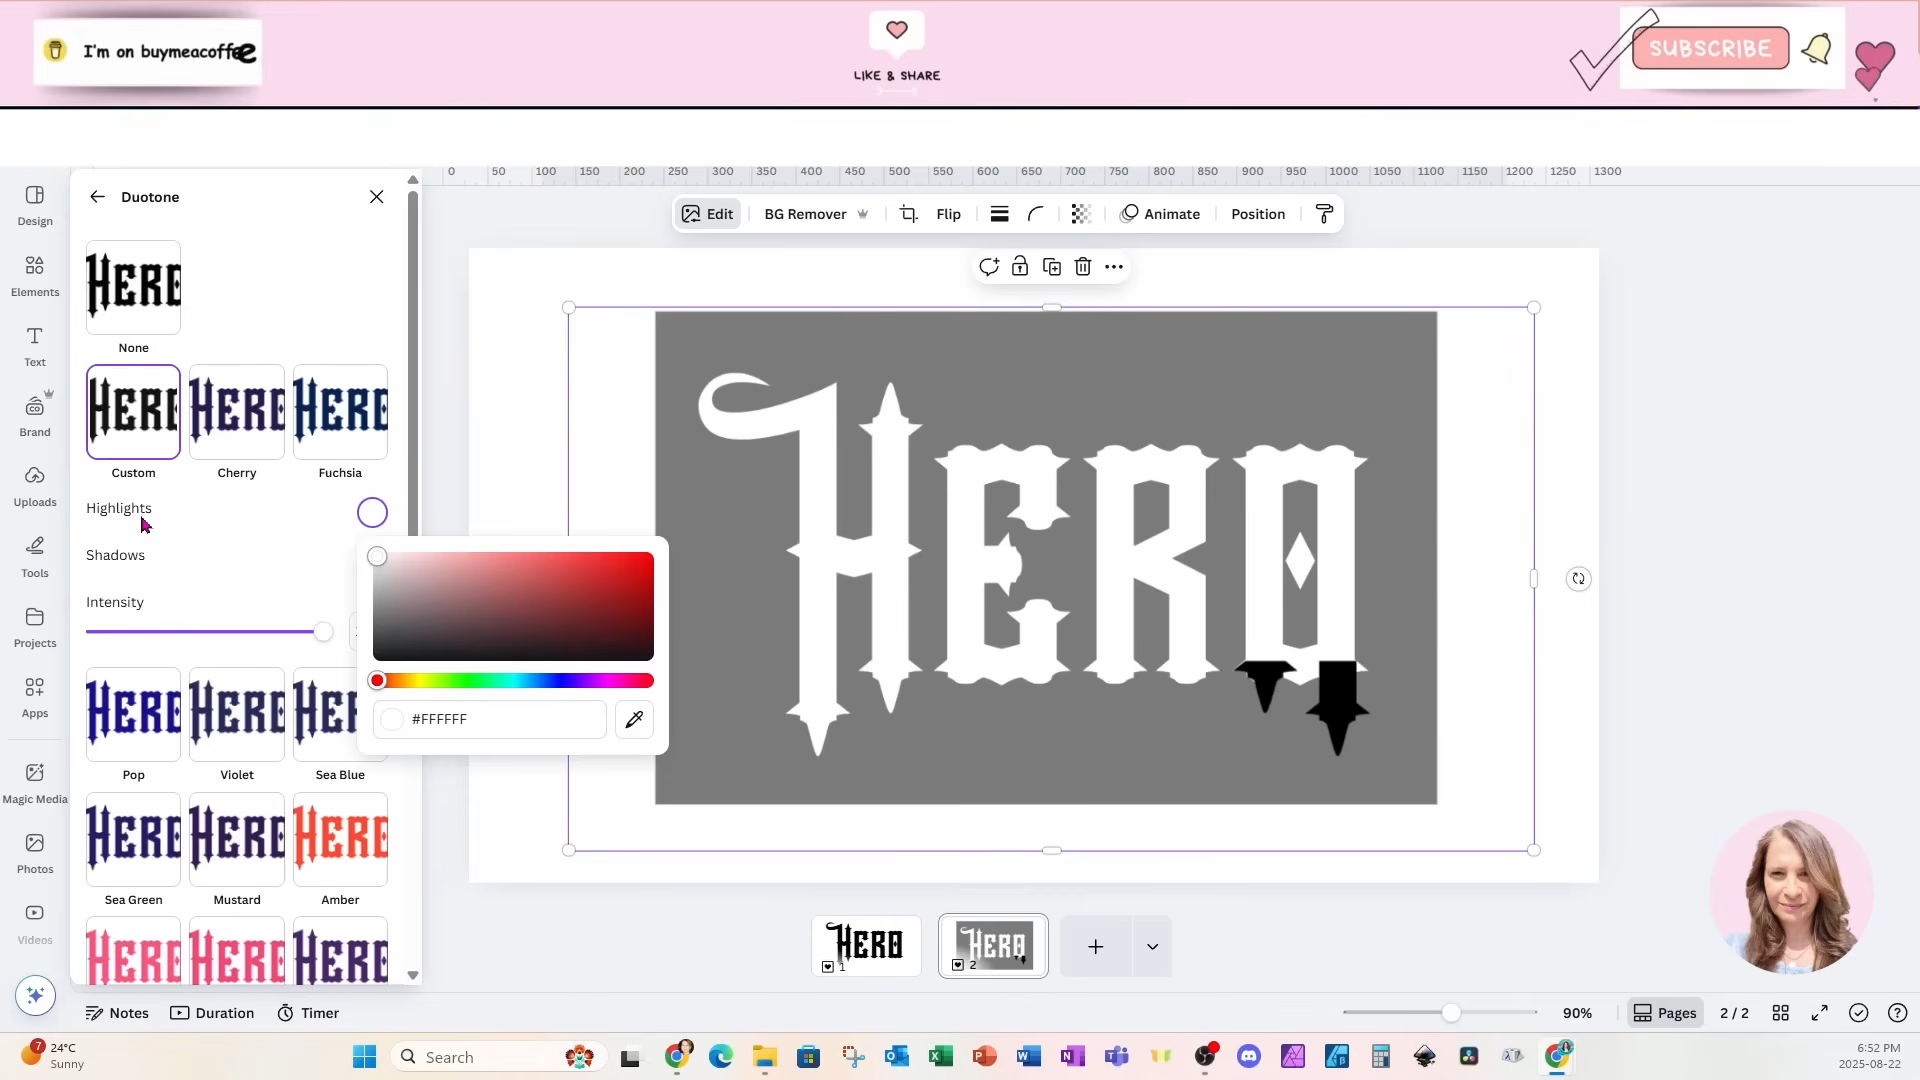 I'm on buymeacoffee
LIKE & SHARE
SUBSCRIBE
0 50 100 150 200 250 300 350 400 450 500 550 600 650 700 750 800 850 900 950 1000 1050 1100 1150 1200 1250 1300
Design
Elements
Text
Brand
Uploads
Tools
Projects
Apps
Magic Media
Photos
Videos
Duotone
HERO
None
HERO
HERO
HERO
Custom
Cherry
Fuchsia
Highlights
Shadows
Intensity
#FFFFFF
HERO
HERO
HERO
Pop
Violet
Sea Blue
HERO
HERO
HERO
Sea Green
Mustard
Amber
HERO
HERO
HERO
Edit
BG Remover
Flip
Animate
Position
HERO
HERO
1
HERO
2
Notes
Duration
Timer
90%
Pages
2 / 2
7
24°C
Sunny
Search
6:52 PM
2025-08-22